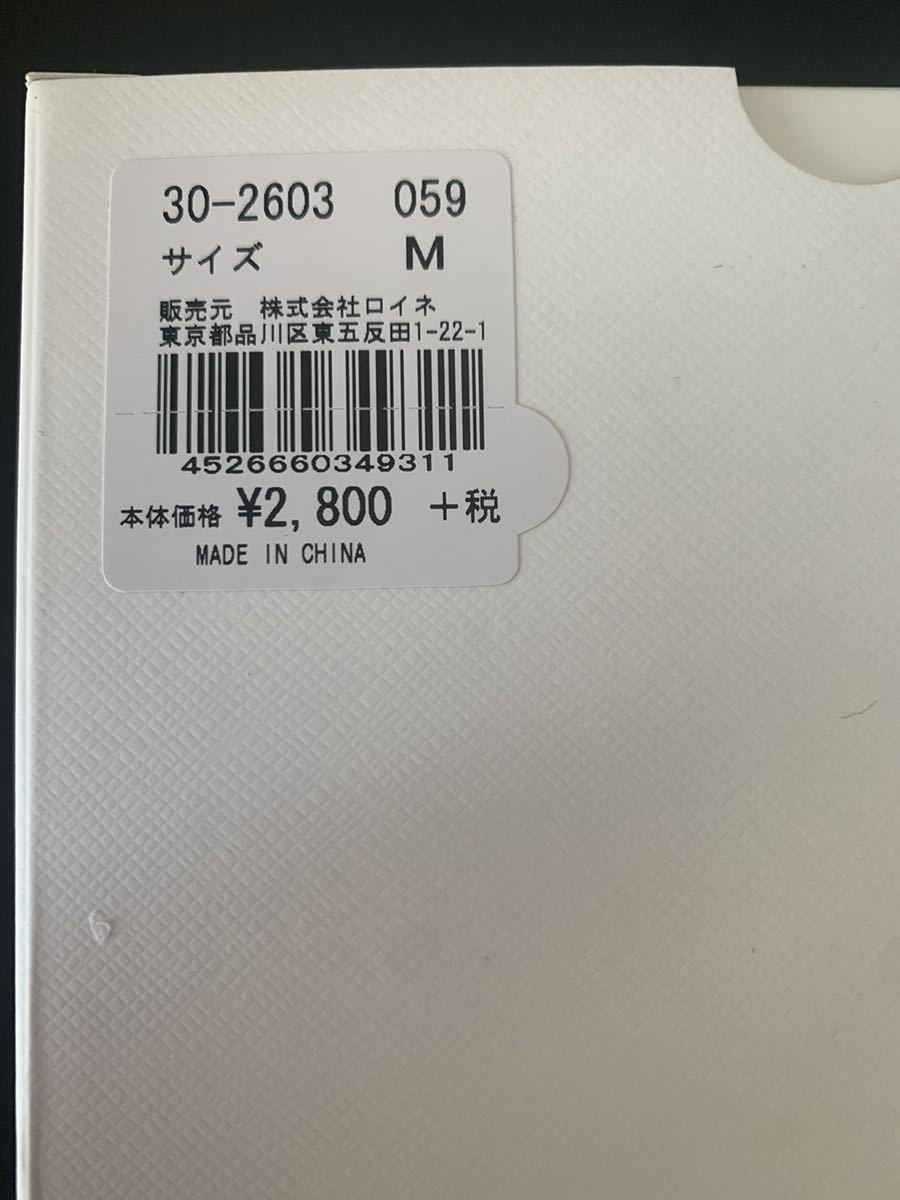 30-2603 059
サイズ M
販売元 株式会社ロイネ
東京都品川区東五反田1-22-1
4526660349311
本体価格 ¥2,800 +税
MADE IN CHINA